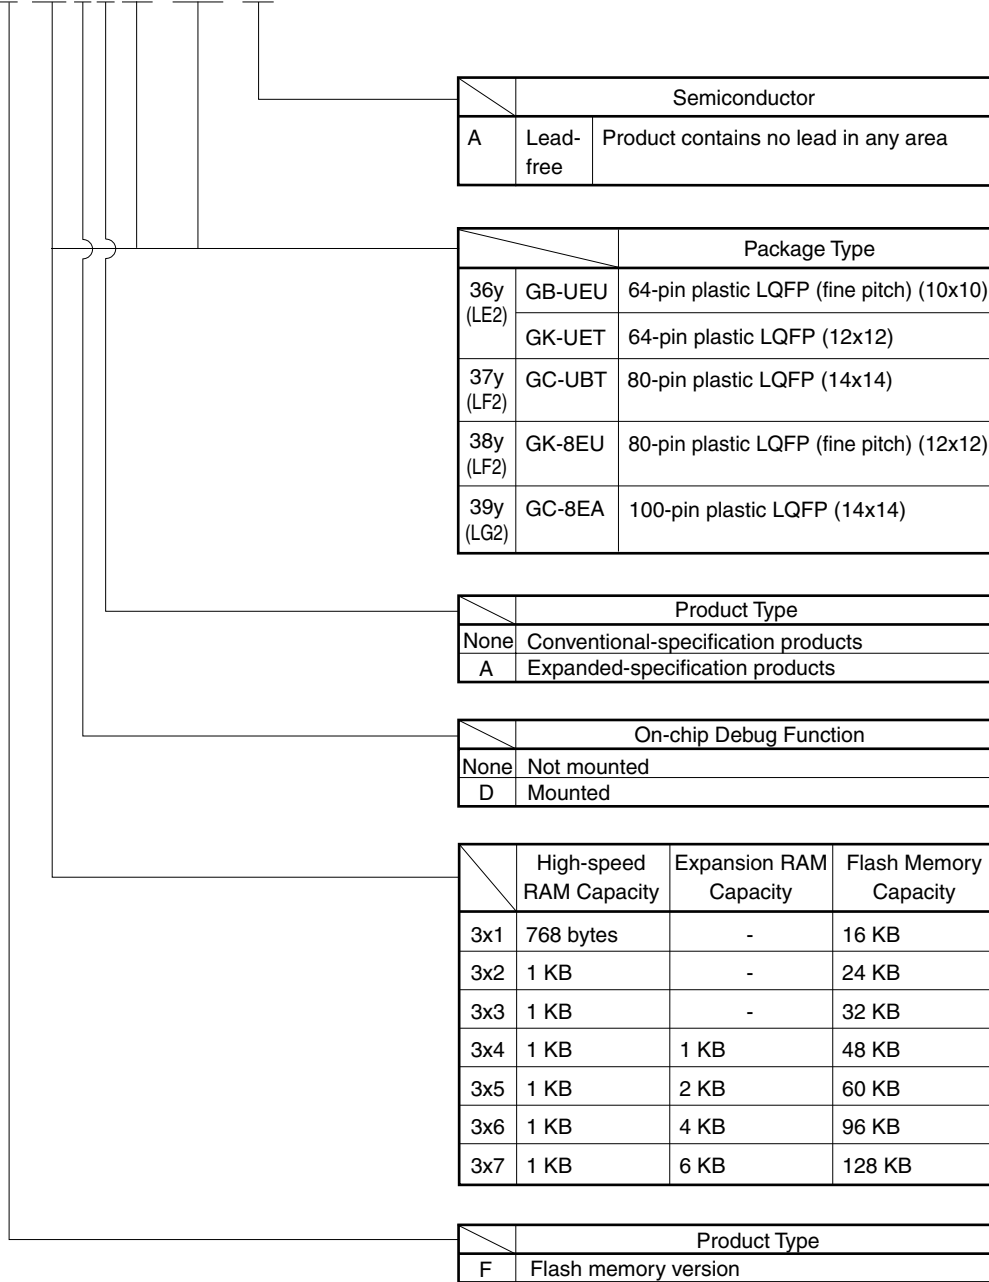 Semiconductor
A Lead-free Product contains no lead in any area
Package Type
36y (LE2) GB-UEU 64-pin plastic LQFP (fine pitch) (10x10)
GK-UET 64-pin plastic LQFP (12x12)
37y (LF2) GC-UBT 80-pin plastic LQFP (14x14)
38y (LF2) GK-8EU 80-pin plastic LQFP (fine pitch) (12x12)
39y (LG2) GC-8EA 100-pin plastic LQFP (14x14)
Product Type
None Conventional-specification products
A Expanded-specification products
On-chip Debug Function
None Not mounted
D Mounted
High-speed RAM Capacity Expansion RAM Capacity Flash Memory Capacity
3x1 768 bytes - 16 KB
3x2 1 KB - 24 KB
3x3 1 KB - 32 KB
3x4 1 KB 1 KB 48 KB
3x5 1 KB 2 KB 60 KB
3x6 1 KB 4 KB 96 KB
3x7 1 KB 6 KB 128 KB
Product Type
F Flash memory version